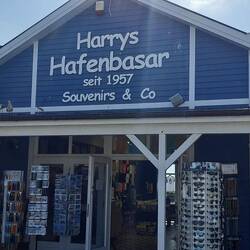 Harrys
Hafenbasar
seit 1957
Souvenirs & Co